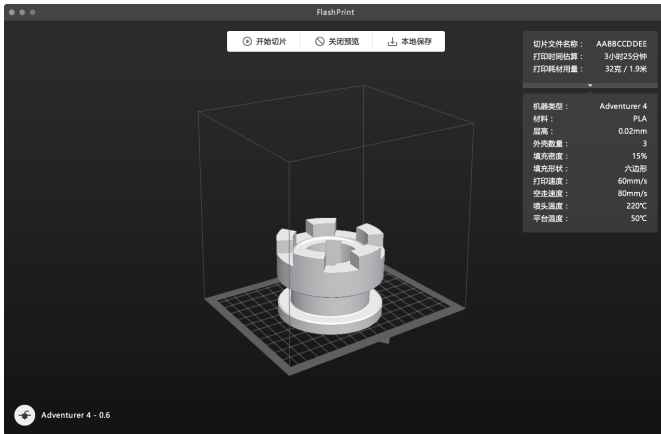 FlashPrint
开始切片 关闭预览 本地保存
切片文件名称： AABBCCDDEE
打印时间估算： 3小时25分钟
打印耗材用量： 32克 / 1.9米
机器类型： Adventurer 4
材料： PLA
层高： 0.02mm
外壳数量： 3
填充密度： 15%
填充形状： 六边形
打印速度： 60mm/s
空走速度： 80mm/s
喷头温度： 220℃
平台温度： 50℃
Adventurer 4 - 0.6